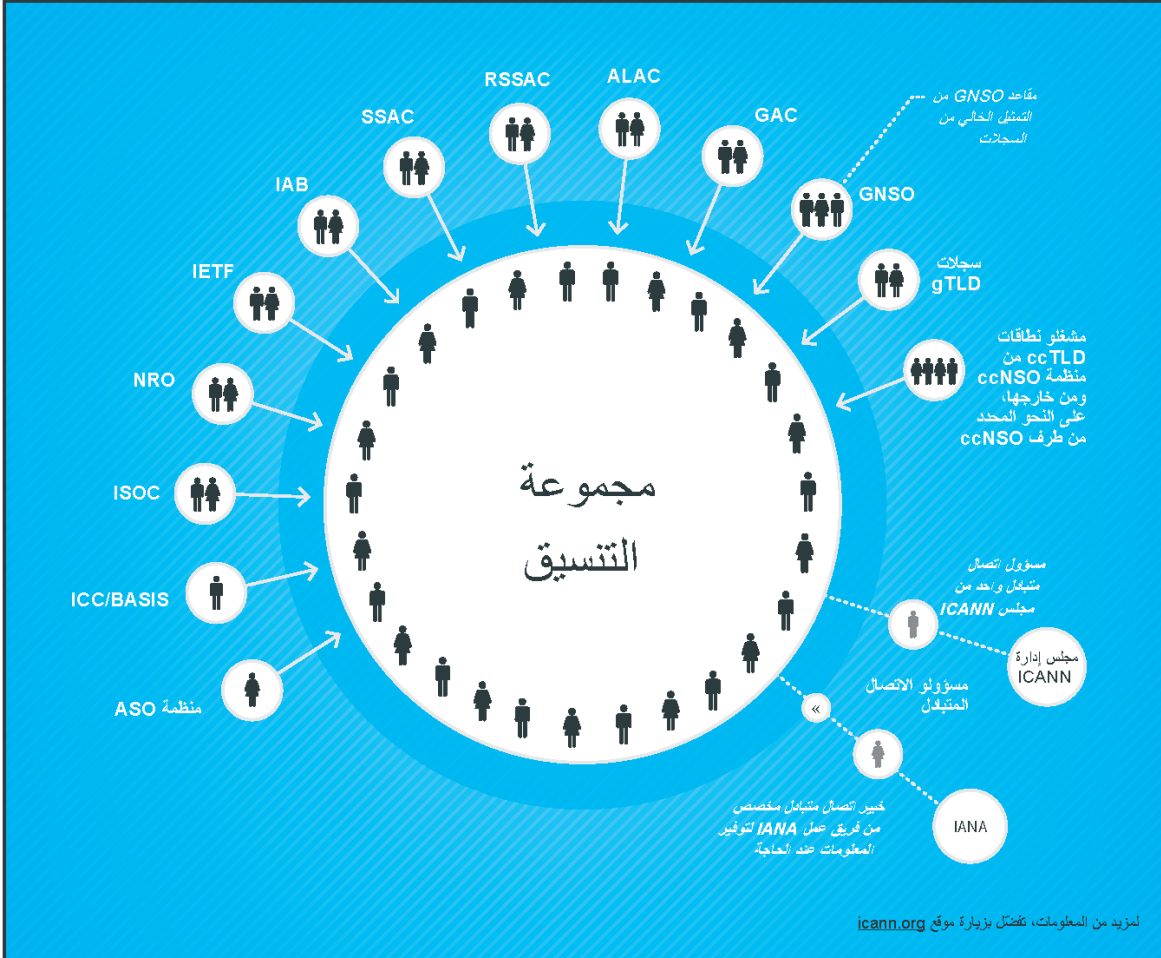 RSSAC
ALAC
SSAC
GAC
مقاعد GNSO من
التمثيل الخالي من
السجلات
IAB
GNSO
IETF
سجلات
gTLD
مشغلو نطاقات
ccTLD من
منظمة ccNSO
ومن خارجها،
على النحو المحدد
من طرف ccNSO
NRO
ISOC
مجموعة
التنسيق
ICC/BASIS
منظمة ASO
مسؤول اتصال
متبادل واحد من
مجلس ICANN
مجلس إدارة
ICANN
مسؤولو الاتصال
المتبادل
»
خبير اتصال متبادل مخصص
من فريق عمل IANA لتوفير
المعلومات عند الحاجة
IANA
لمزيد من المعلومات، تفضل بزيارة موقع icann.org